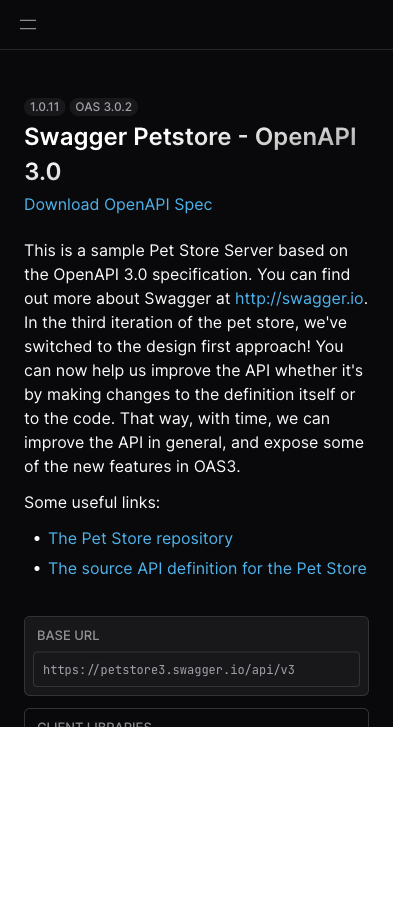 1.0.11 OAS 3.0.2
Swagger Petstore - OpenAPI
3.0
Download OpenAPI Spec
This is a sample Pet Store Server based on
the OpenAPI 3.0 specification. You can find
out more about Swagger at http://swagger.io.
In the third iteration of the pet store, we've
switched to the design first approach! You
can now help us improve the API whether it's
by making changes to the definition itself or
to the code. That way, with time, we can
improve the API in general, and expose some
of the new features in OAS3.
Some useful links:
• The Pet Store repository
• The source API definition for the Pet Store
BASE URL
https://petstore3.swagger.io/api/v3
CLIENT LIBRARIES